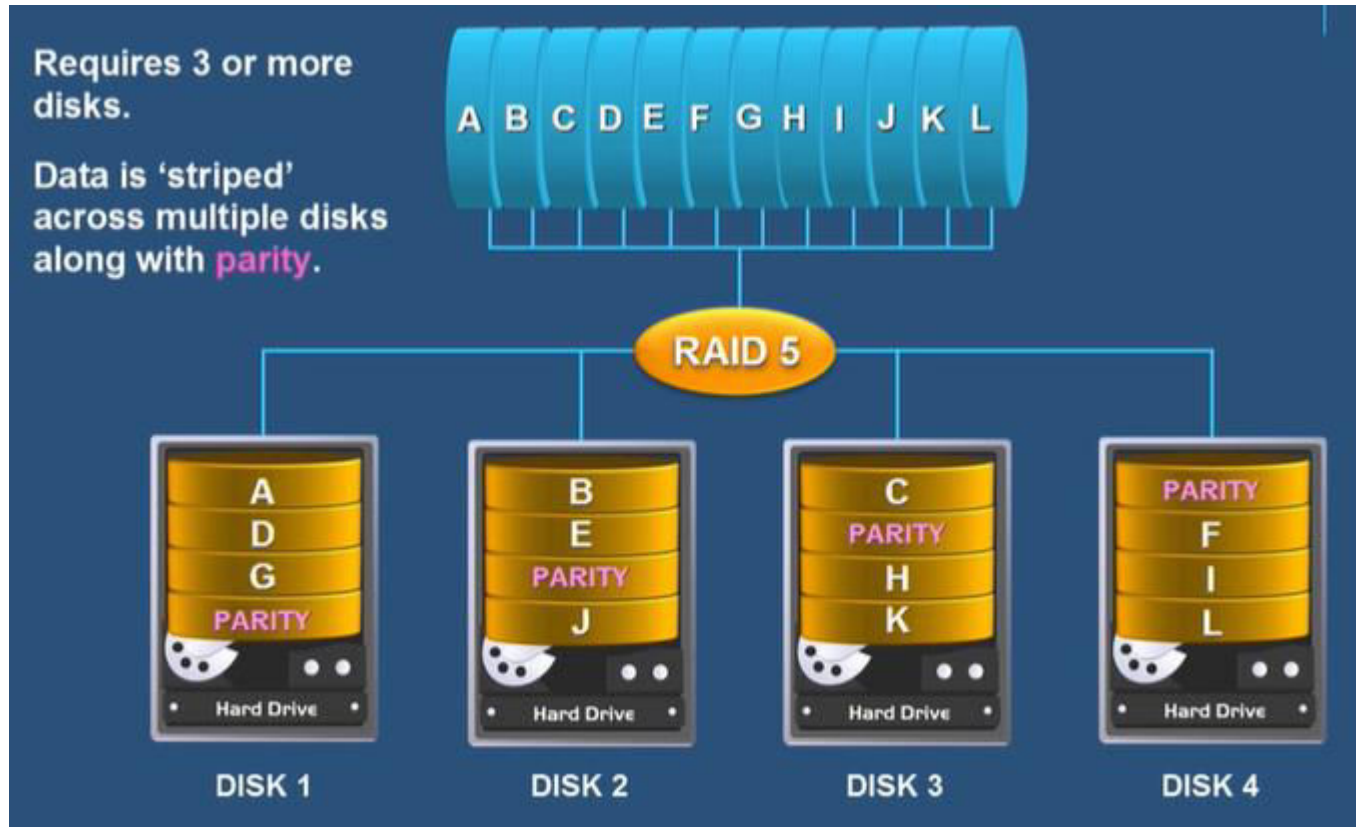 Requires 3 or more
disks.
Data is ‘striped’
across multiple disks
along with parity.
A B C D E F G H I J K L
RAID 5
A
D
G
PARITY
Hard Drive
DISK 1
B
E
PARITY
J
Hard Drive
DISK 2
C
PARITY
H
K
Hard Drive
DISK 3
PARITY
F
I
L
Hard Drive
DISK 4